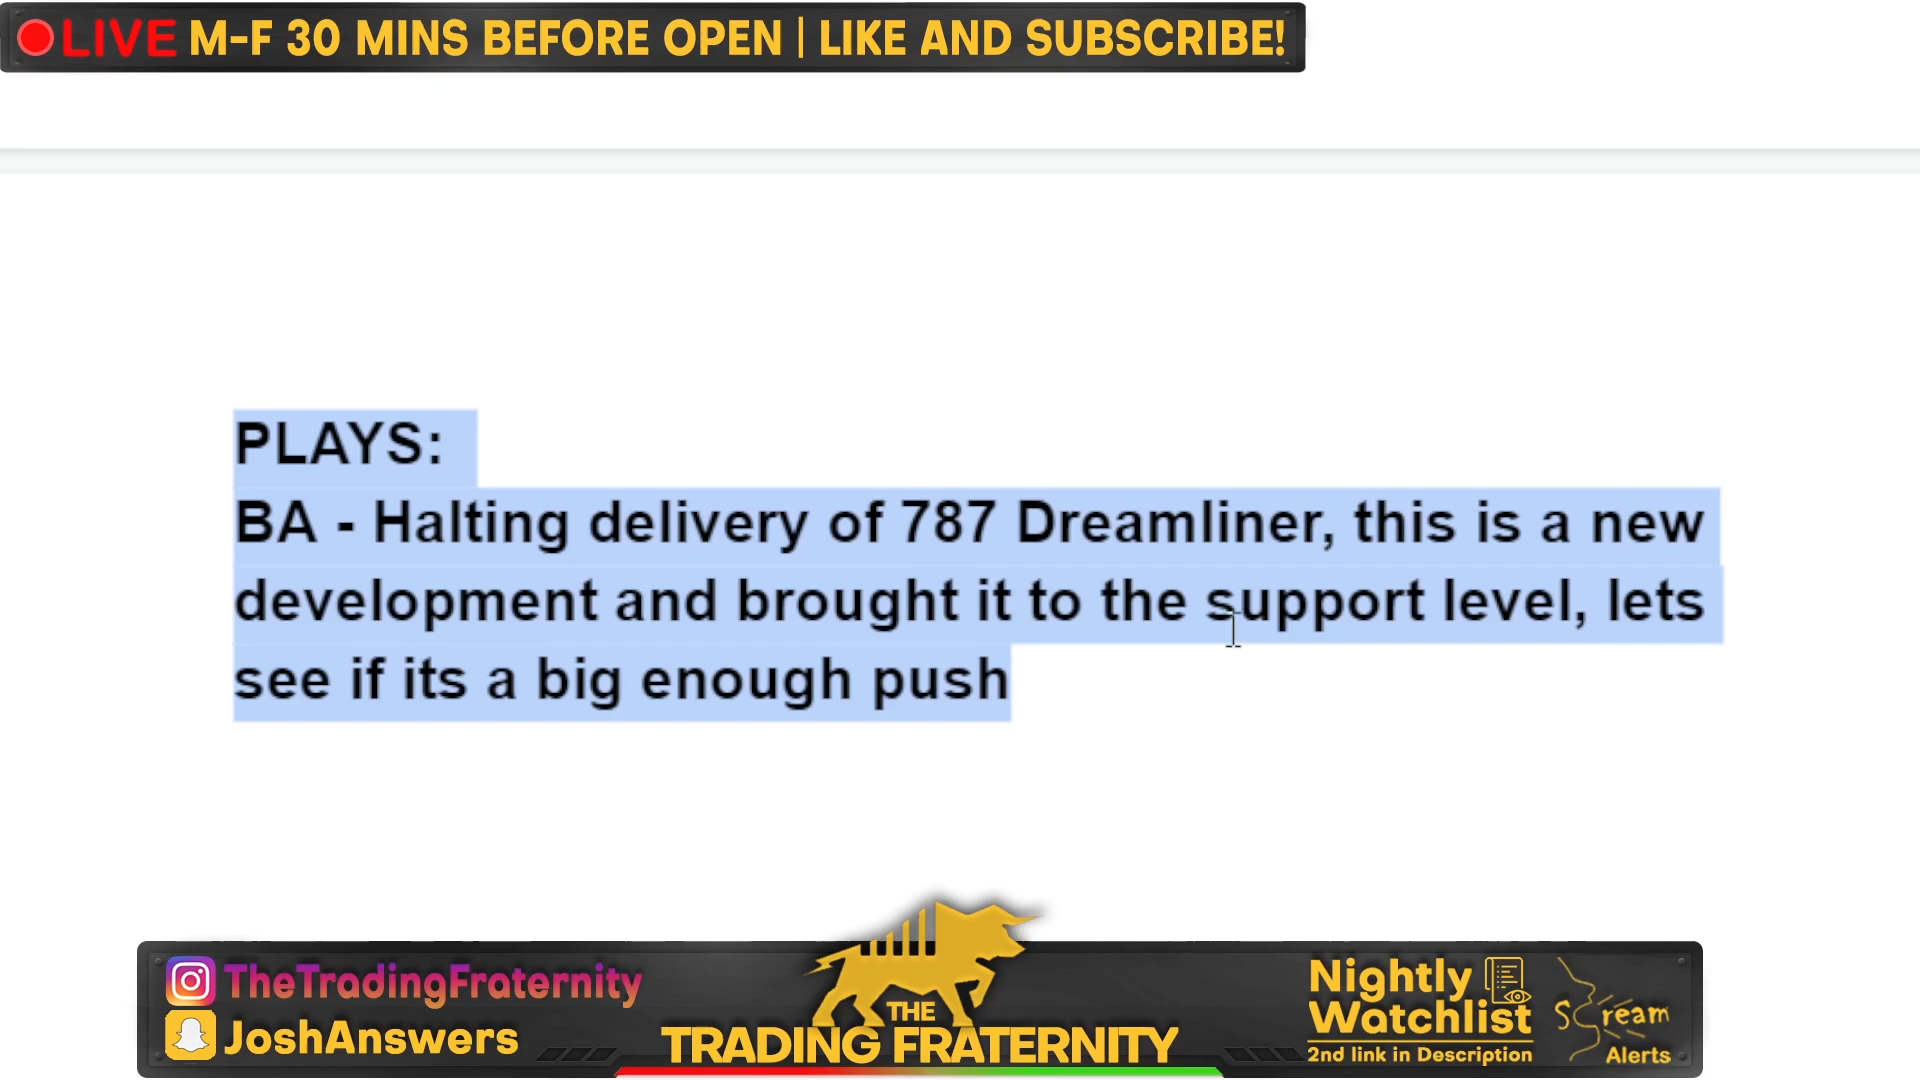 LIVE M-F 30 MINS BEFORE OPEN | LIKE AND SUBSCRIBE!
PLAYS:
BA - Halting delivery of 787 Dreamliner, this is a new
development and brought it to the support level, lets
see if its a big enough push
TheTradingFraternity
JoshAnswers
THE
TRADING FRATERNITY
Nightly
Watchlist
2nd link in Description
Scream
Alerts